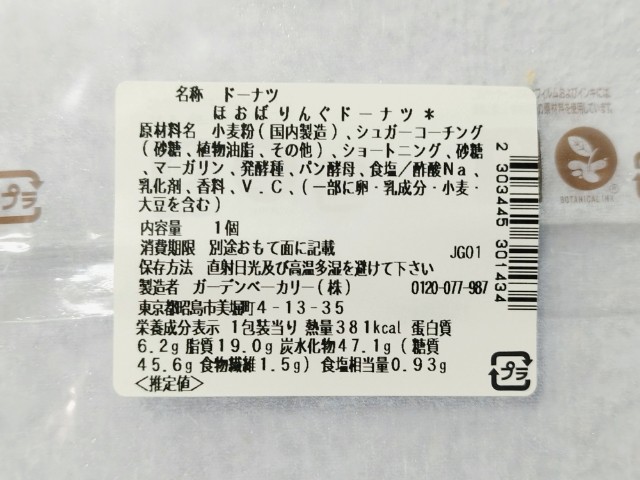 名称 ドーナツ
ほおばりんぐドーナツ*
原材料名 小麦粉(国内製造)、シュガーコーチング
(砂糖、植物油脂、その他)、ショートニング、砂糖
、マーガリン、発酵種、パン酵母、食塩/酢酸Na、
乳化剤、香料、V.C、(一部に卵・乳成分・小麦・
大豆を含む)
内容量 1個
消費期限 別途おもて面に記載 JG01
保存方法 直射日光及び高温多湿を避けて下さい
製造者 ガーデンベーカリー(株) 0120-077-987
東京都昭島市美堀町4-13-35
栄養成分表示 1包装当り 熱量381kcal 蛋白質
6.2g 脂質19.0g 炭水化物47.1g(糖質
45.6g 食物繊維1.5g) 食塩相当量0.93g
<推定値>
プラ
2 303445 301434
プラ
BOTANICAL INK